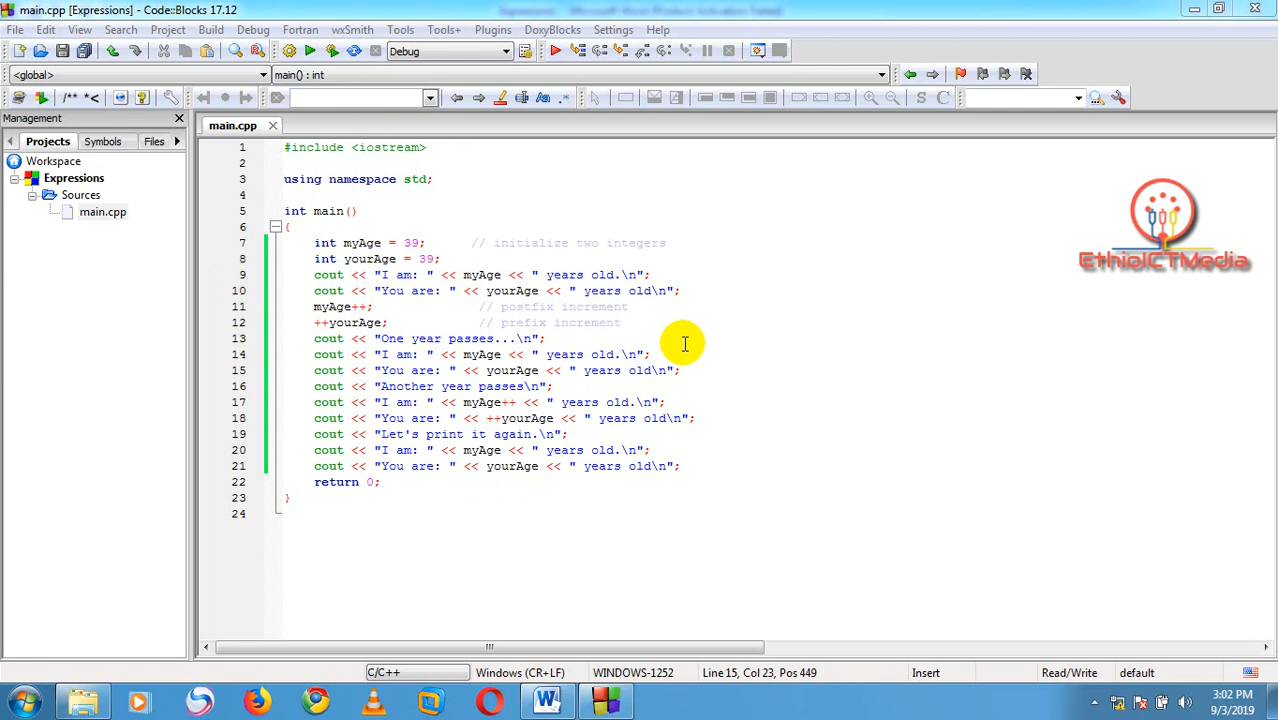 main.cpp [Expressions] - Code::Blocks 17.12
File Edit View Search Project Build Debug Fortran wxSmith Tools Tools+ Plugins DoxyBlocks Settings Help
Debug
<global> main() : int
/** *< S C
Management
Projects Symbols Files
Workspace
Expressions
Sources
main.cpp
main.cpp
1 #include <iostream>
2
3 using namespace std;
4
5 int main()
6 {
7 int myAge = 39; // initialize two integers
8 int yourAge = 39;
9 cout << "I am: " << myAge << " years old.\n";
10 cout << "You are: " << yourAge << " years old\n";
11 myAge++; // postfix increment
12 ++yourAge; // prefix increment
13 cout << "One year passes...\n";
14 cout << "I am: " << myAge << " years old.\n";
15 cout << "You are: " << yourAge << " years old\n";
16 cout << "Another year passes\n";
17 cout << "I am: " << myAge++ << " years old.\n";
18 cout << "You are: " << ++yourAge << " years old\n";
19 cout << "Let's print it again.\n";
20 cout << "I am: " << myAge << " years old.\n";
21 cout << "You are: " << yourAge << " years old\n";
22 return 0;
23 }
24
EthioICTMedia
C/C++ Windows (CR+LF) WINDOWS-1252 Line 15, Col 23, Pos 449 Insert Read/Write default
3:02 PM
9/3/2019